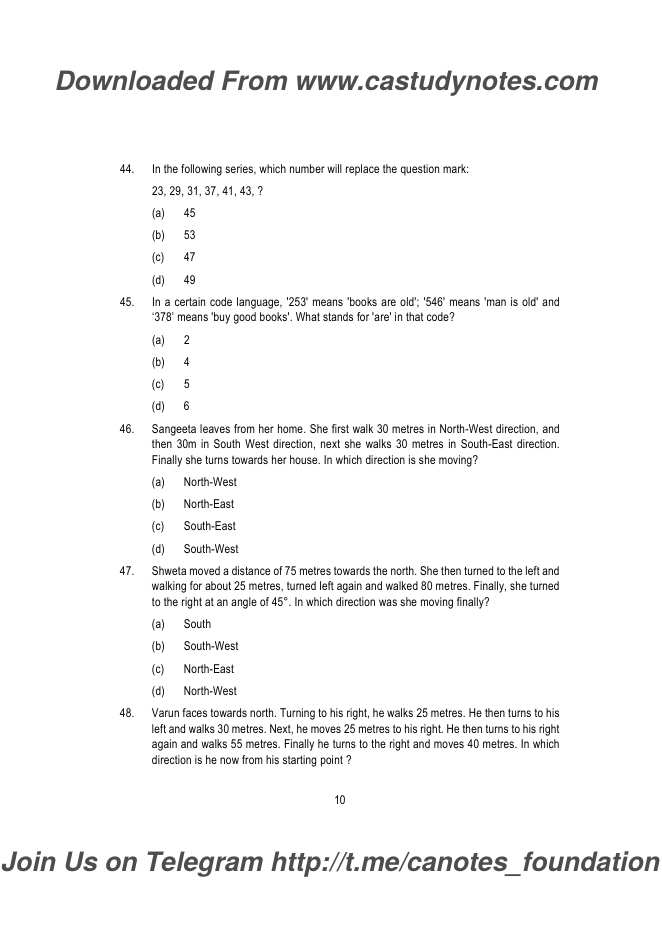 Downloaded From www.castudynotes.com
44. In the following series, which number will replace the question mark:
23, 29, 31, 37, 41, 43, ?
(a) 45
(b) 53
(c) 47
(d) 49
45. In a certain code language, '253' means 'books are old'; '546' means 'man is old' and
‘378’ means 'buy good books'. What stands for 'are' in that code?
(a) 2
(b) 4
(c) 5
(d) 6
46. Sangeeta leaves from her home. She first walk 30 metres in North-West direction, and
then 30m in South West direction, next she walks 30 metres in South-East direction.
Finally she turns towards her house. In which direction is she moving?
(a) North-West
(b) North-East
(c) South-East
(d) South-West
47. Shweta moved a distance of 75 metres towards the north. She then turned to the left and
walking for about 25 metres, turned left again and walked 80 metres. Finally, she turned
to the right at an angle of 45°. In which direction was she moving finally?
(a) South
(b) South-West
(c) North-East
(d) North-West
48. Varun faces towards north. Turning to his right, he walks 25 metres. He then turns to his
left and walks 30 metres. Next, he moves 25 metres to his right. He then turns to his right
again and walks 55 metres. Finally he turns to the right and moves 40 metres. In which
direction is he now from his starting point ?
10
Join Us on Telegram http://t.me/canotes_foundation